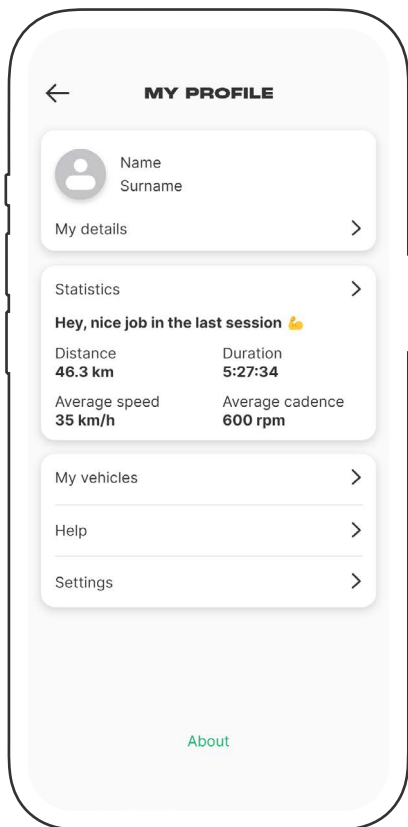 MY PROFILE
Name
Surname
My details
Statistics
Hey, nice job in the last session 💪
Distance
Duration
46.3 km
5:27:34
Average speed
Average cadence
35 km/h
600 rpm
My vehicles
Help
Settings
About